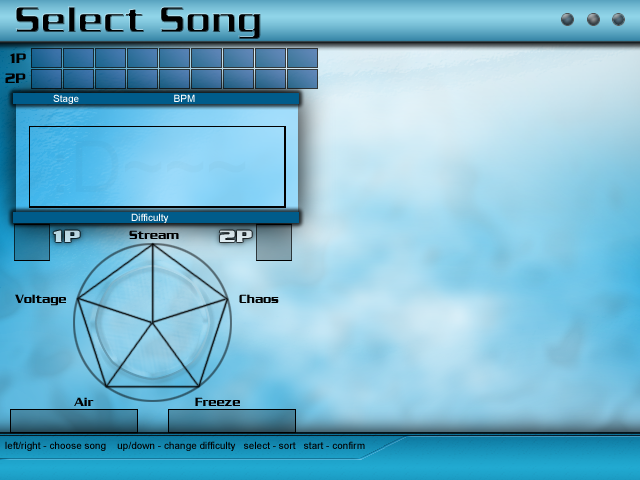 Select Song
1P
2P
Stage BPM
Difficulty
1P 2P
Stream
Voltage Chaos
Air Freeze
left/right - choose song up/down - change difficulty select - sort start - confirm